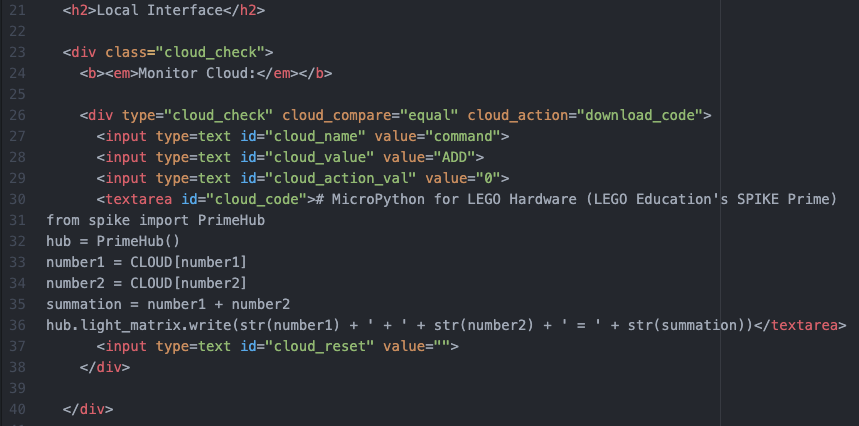 21 <h2>Local Interface</h2>
22
23 <div class="cloud_check">
24 <b><em>Monitor Cloud:</em></b>
25
26 <div type="cloud_check" cloud_compare="equal" cloud_action="download_code">
27 <input type=text id="cloud_name" value="command">
28 <input type=text id="cloud_value" value="ADD">
29 <input type=text id="cloud_action_val" value="0">
30 <textarea id="cloud_code"># MicroPython for LEGO Hardware (LEGO Education's SPIKE Prime)
31 from spike import PrimeHub
32 hub = PrimeHub()
33 number1 = CLOUD[number1]
34 number2 = CLOUD[number2]
35 summation = number1 + number2
36 hub.light_matrix.write(str(number1) + ' + ' + str(number2) + ' = ' + str(summation))</textarea>
37 <input type=text id="cloud_reset" value="">
38 </div>
39
40 </div>